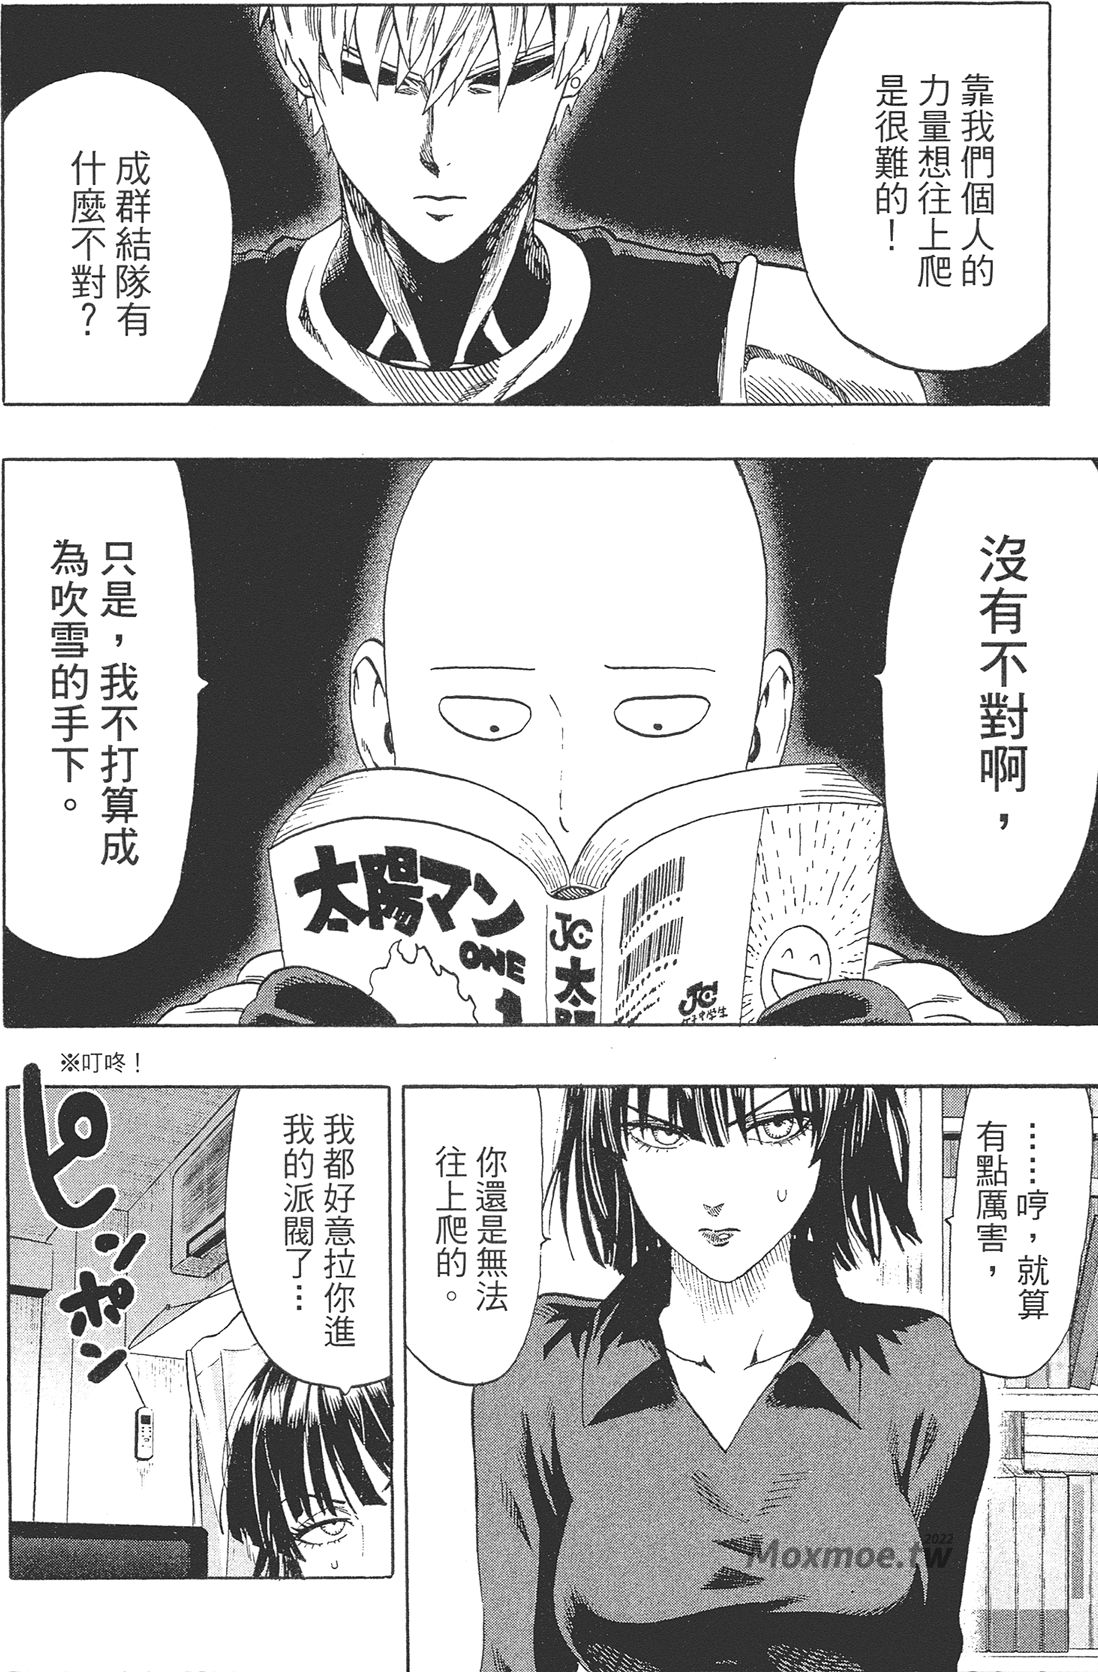 靠我們個人的
力量想往上爬
是很難的！
成群結隊有
什麼不對？
沒有不對啊，
只是，我不打算成
為吹雪的手下。
太陽マン
ONE
1
JC
太陽
JC
※叮咚！
ピンポン
……哼，就算
有點厲害，
你還是無法
往上爬的。
我都好意拉你進
我的派閥了…
2022
Moxmoe.tw